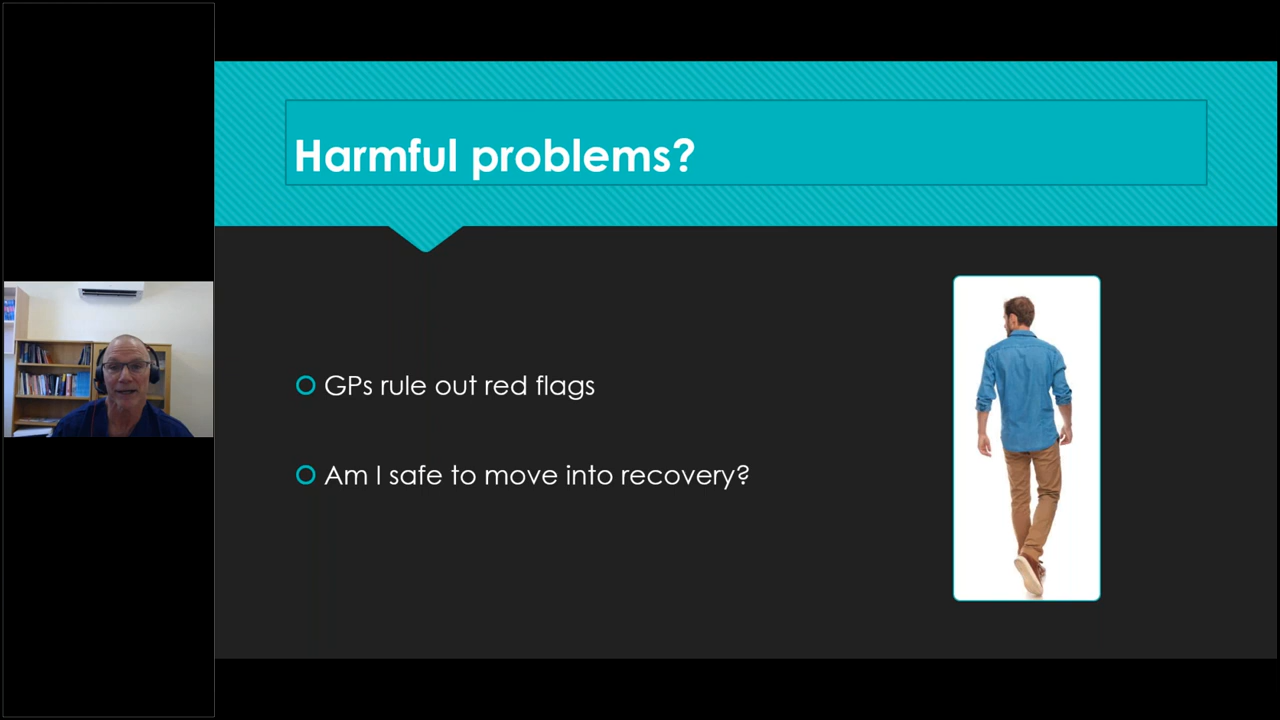 Harmful problems?
GPs rule out red flags
Am I safe to move into recovery?